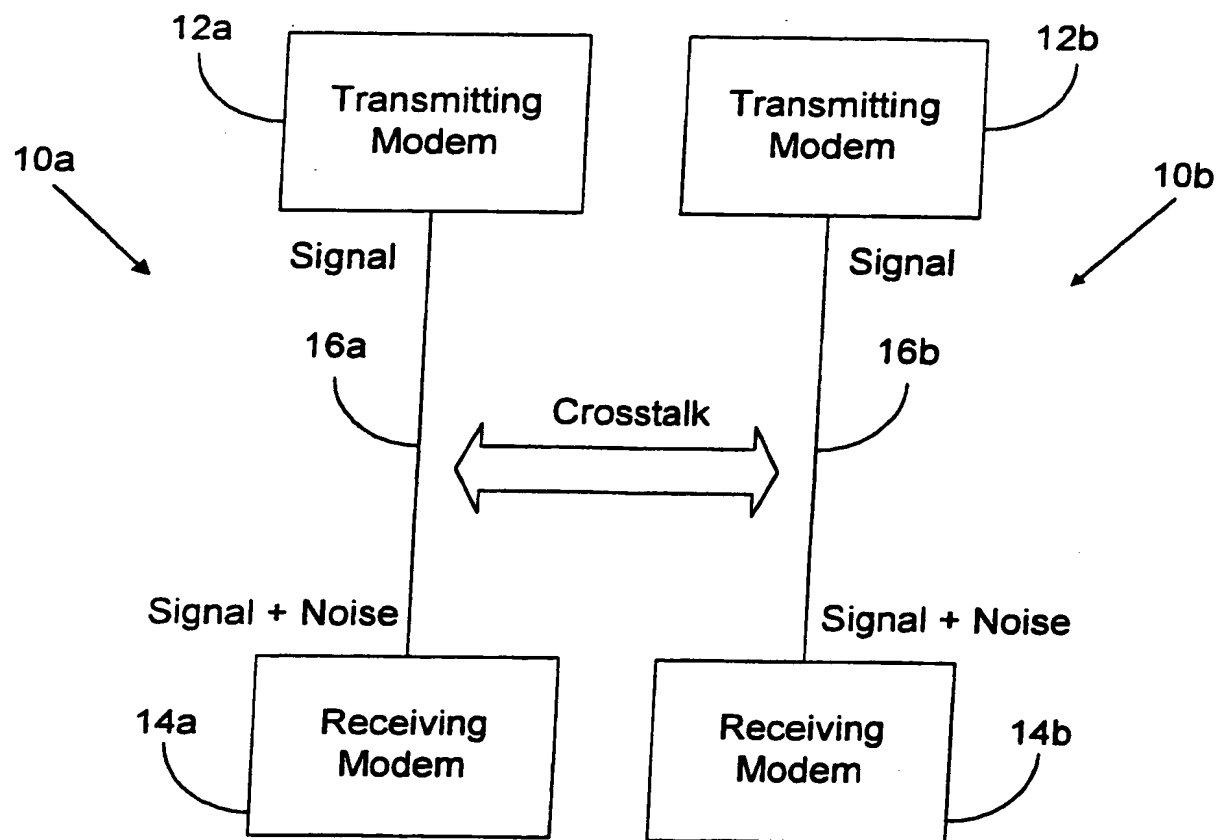 12a
12b
Transmitting
Modem
Transmitting
Modem
10a
10b
Signal
Signal
16a
16b
Crosstalk
Signal + Noise
Signal + Noise
14a
Receiving
Modem
Receiving
Modem
14b